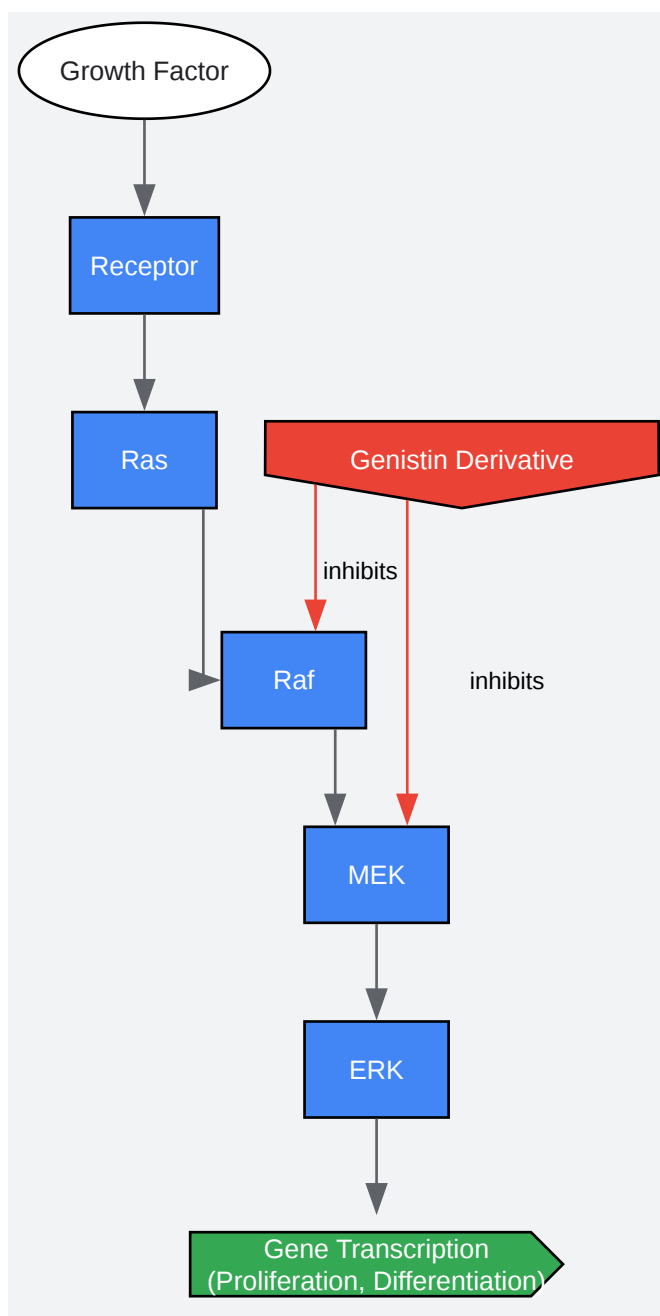 Growth Factor
Receptor
Ras
Genistin Derivative
inhibits
Raf
inhibits
MEK
ERK
Gene Transcription
(Proliferation, Differentiation)